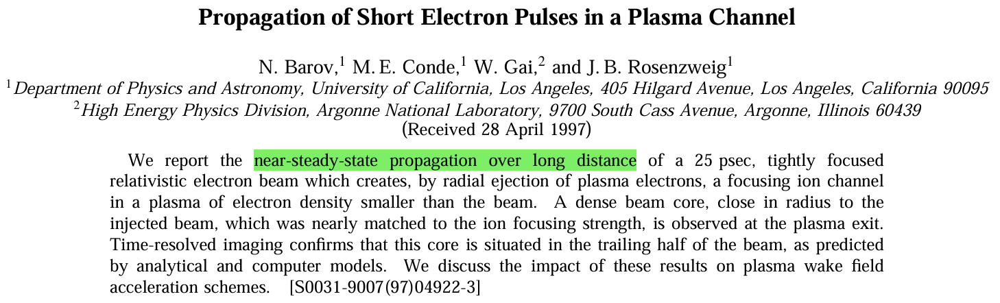 Propagation of Short Electron Pulses in a Plasma Channel
N. Barov,¹ M. E. Conde,¹ W. Gai,² and J. B. Rosenzweig¹
¹Department of Physics and Astronomy, University of California, Los Angeles, 405 Hilgard Avenue, Los Angeles, California 90095
²High Energy Physics Division, Argonne National Laboratory, 9700 South Cass Avenue, Argonne, Illinois 60439
(Received 28 April 1997)
We report the near-steady-state propagation over long distance of a 25 psec, tightly focused
relativistic electron beam which creates, by radial ejection of plasma electrons, a focusing ion channel
in a plasma of electron density smaller than the beam. A dense beam core, close in radius to the
injected beam, which was nearly matched to the ion focusing strength, is observed at the plasma exit.
Time-resolved imaging confirms that this core is situated in the trailing half of the beam, as predicted
by analytical and computer models. We discuss the impact of these results on plasma wake field
acceleration schemes. [S0031-9007(97)04922-3]